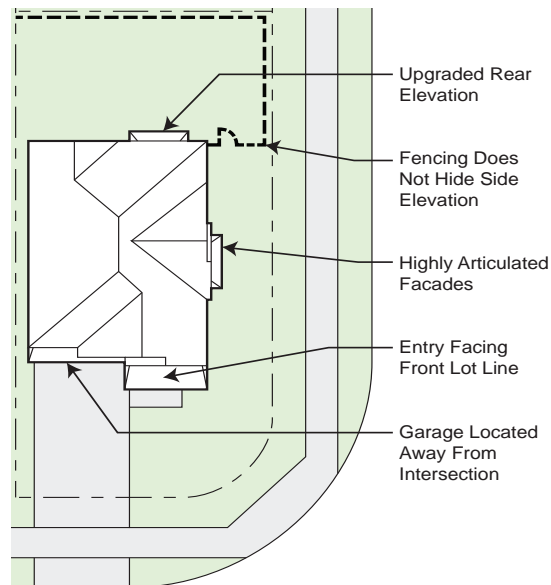 Upgraded Rear
Elevation
Fencing Does
Not Hide Side
Elevation
Highly Articulated
Facades
Entry Facing
Front Lot Line
Garage Located
Away From
Intersection